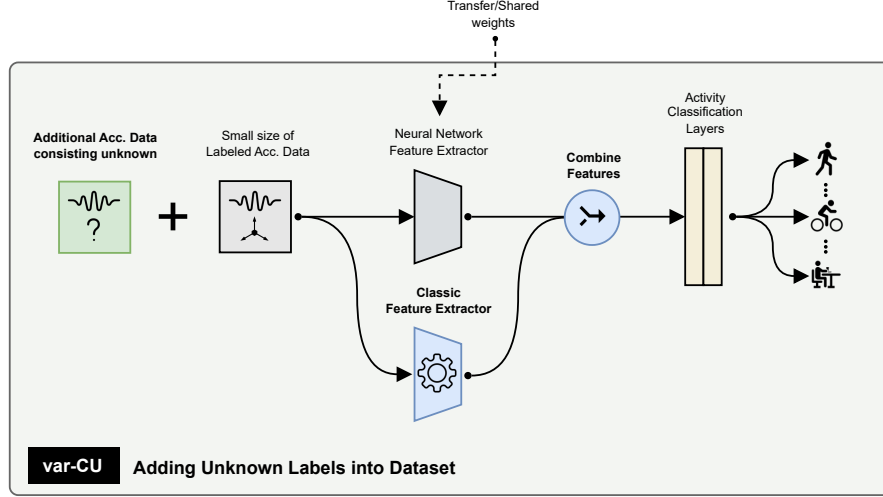 Transfer/Shared
weights
Additional Acc. Data
consisting unknown
?
Small size of
Labeled Acc. Data
Neural Network
Feature Extractor
Combine
Features
Activity
Classification
Layers
Classic
Feature Extractor
var-CU
Adding Unknown Labels into Dataset